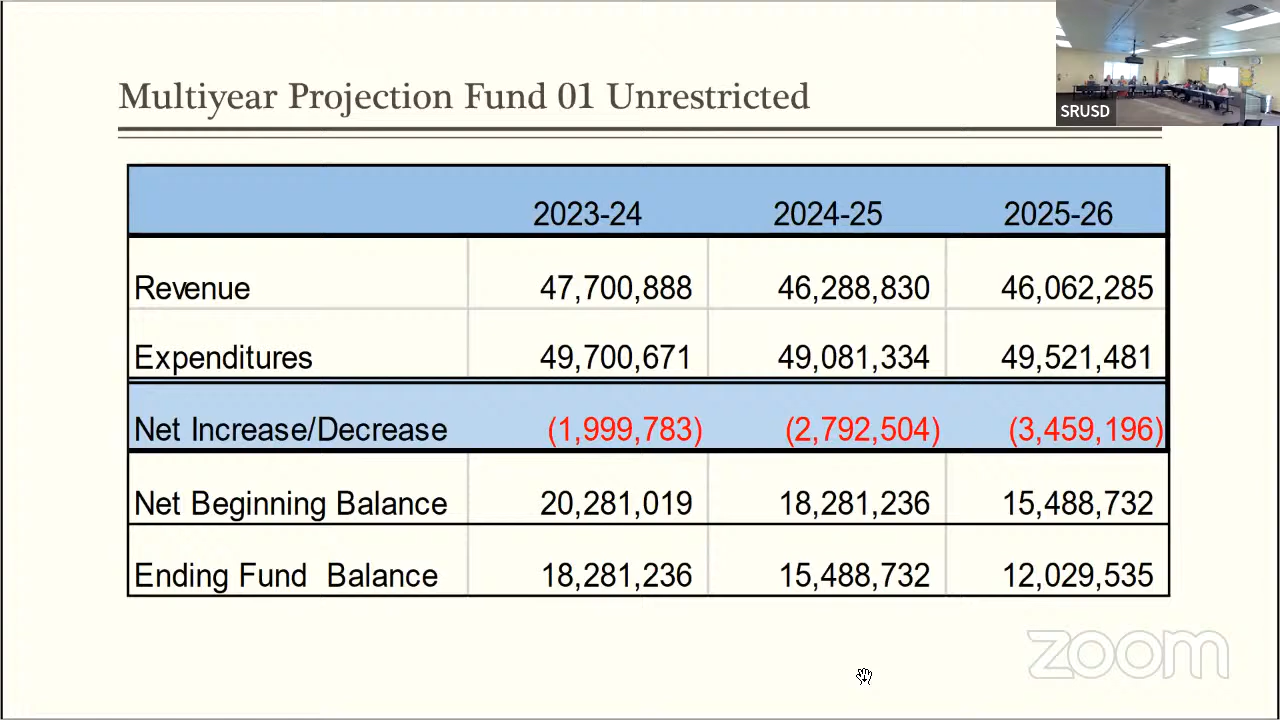 SRUSD
Multiyear Projection Fund 01 Unrestricted
2023-24 2024-25 2025-26
Revenue 47,700,888 46,288,830 46,062,285
Expenditures 49,700,671 49,081,334 49,521,481
Net Increase/Decrease (1,999,783) (2,792,504) (3,459,196)
Net Beginning Balance 20,281,019 18,281,236 15,488,732
Ending Fund Balance 18,281,236 15,488,732 12,029,535
zoom